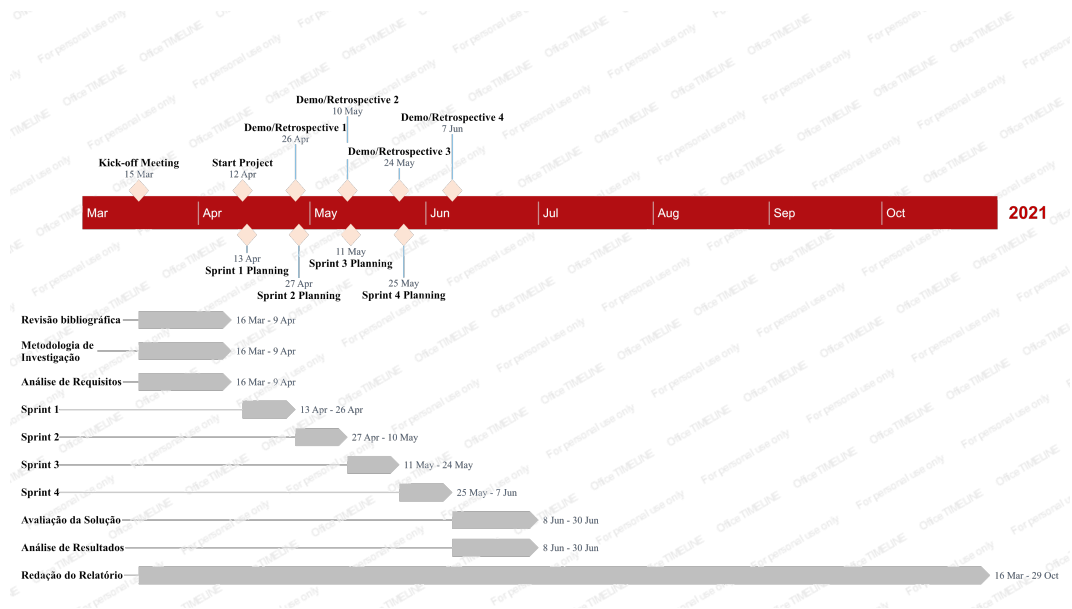 Demo/Retrospective 2
10 May
Demo/Retrospective 4
7 Jun
Demo/Retrospective 1
26 Apr
Demo/Retrospective 3
24 May
Kick-off Meeting
15 Mar
Start Project
12 Apr
Mar Apr May Jun Jul Aug Sep Oct 2021
13 Apr
Sprint 1 Planning
11 May
Sprint 3 Planning
27 Apr
Sprint 2 Planning
25 May
Sprint 4 Planning
Revisão bibliográfica 16 Mar - 9 Apr
Metodologia de
Investigação 16 Mar - 9 Apr
Análise de Requisitos 16 Mar - 9 Apr
Sprint 1 13 Apr - 26 Apr
Sprint 2 27 Apr - 10 May
Sprint 3 11 May - 24 May
Sprint 4 25 May - 7 Jun
Avaliação da Solução 8 Jun - 30 Jun
Análise de Resultados 8 Jun - 30 Jun
Redação do Relatório 16 Mar - 29 Oct
For personal use only
Office TIMELINE